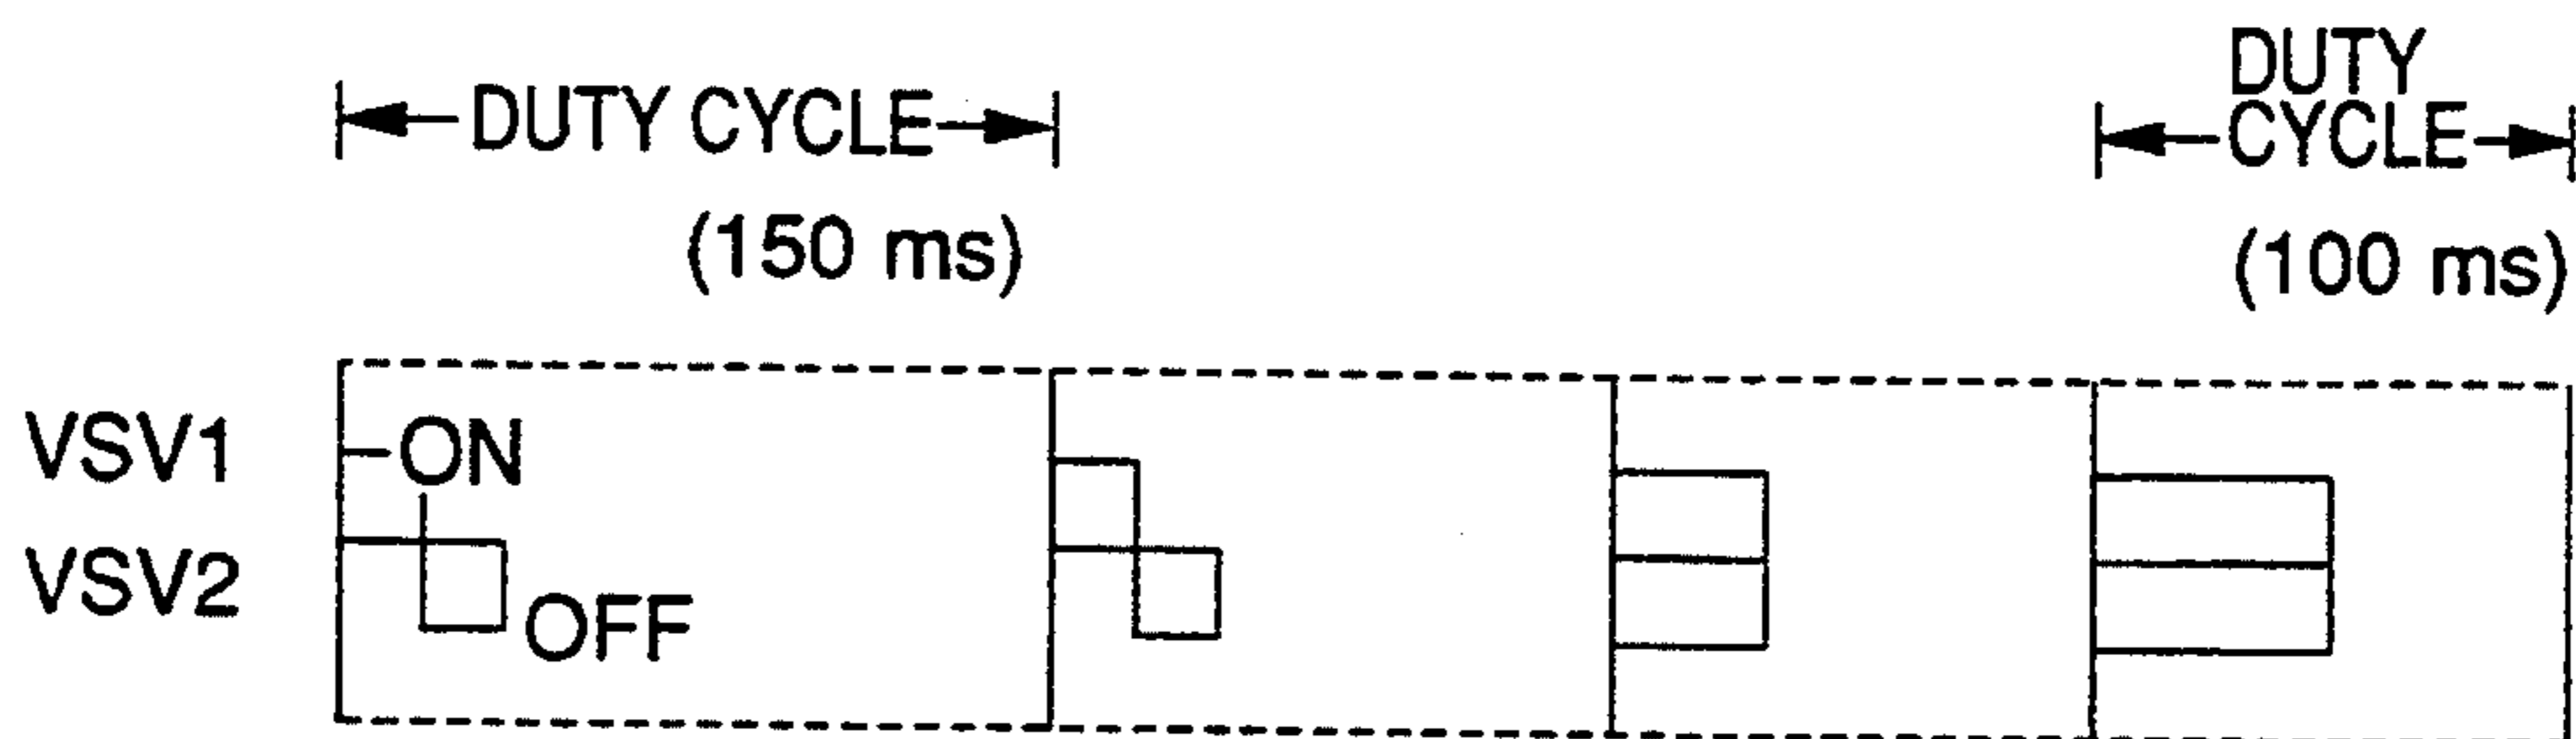 DUTY CYCLE
(150 ms)
DUTY
CYCLE
(100 ms)
VSV1
ON
VSV2
OFF